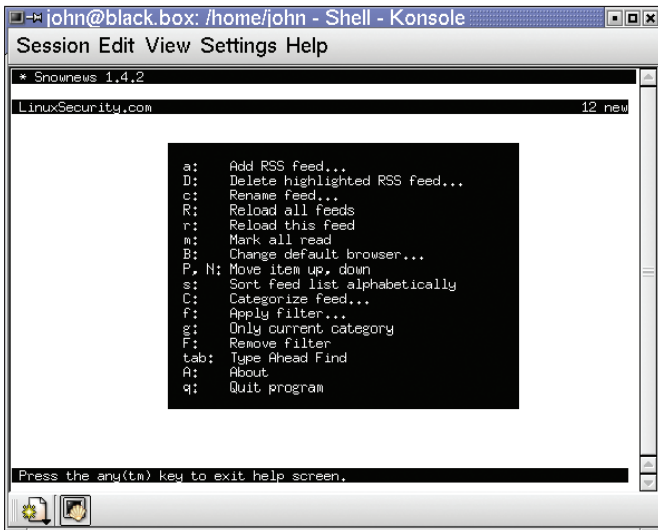 john@black.box: /home/john - Shell - Konsole
Session Edit View Settings Help
* Snownews 1.4.2
LinuxSecurity.com 12 new
a: Add RSS feed...
D: Delete highlighted RSS feed...
c: Rename feed...
R: Reload all feeds
r: Reload this feed
m: Mark all read
B: Change default browser...
P, N: Move item up, down
s: Sort feed list alphabetically
C: Categorize feed...
f: Apply filter...
g: Only current category
F: Remove filter
tab: Type Ahead Find
A: About
q: Quit program
Press the any(tm) key to exit help screen.